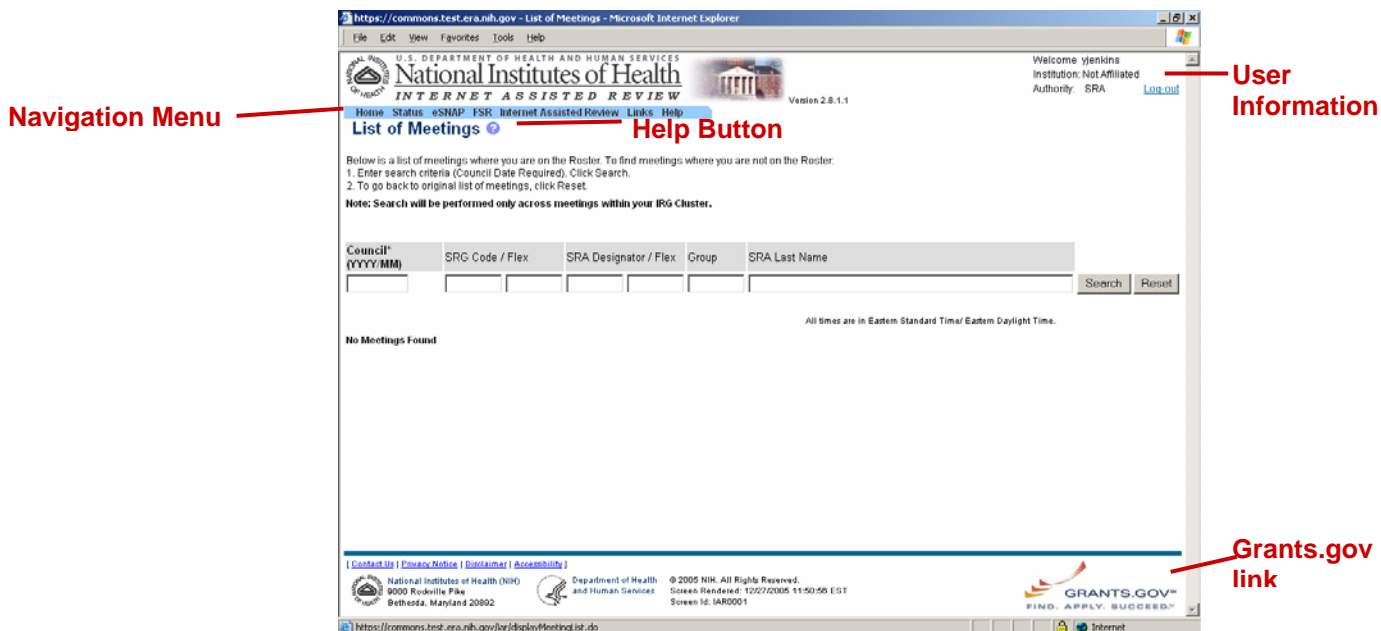 https://commons.test.era.nih.gov - List of Meetings - Microsoft Internet Explorer
File Edit View Favorites Tools Help
U.S. DEPARTMENT OF HEALTH AND HUMAN SERVICES
National Institutes of Health
INTERNET ASSISTED REVIEW
Version 2.8.1.1
Welcome vjenkins
Institution: Not Affiliated
Authority: SRA Log-out
User
Information
Navigation Menu
Home Status eSNAP FSR Internet Assisted Review Links Help
List of Meetings ?
Help Button
Below is a list of meetings where you are on the Roster. To find meetings where you are not on the Roster:
1. Enter search criteria (Council Date Required). Click Search.
2. To go back to original list of meetings, click Reset.
Note: Search will be performed only across meetings within your IRG Cluster.
Council* (YYYY/MM) SRG Code / Flex SRA Designator / Flex Group SRA Last Name
Search Reset
All times are in Eastern Standard Time/ Eastern Daylight Time.
No Meetings Found
Grants.gov
link
[ Contact Us | Privacy Notice | Disclaimer | Accessibility ]
National Institutes of Health (NIH)
9000 Rockville Pike
Bethesda, Maryland 20892
Department of Health
and Human Services
© 2005 NIH. All Rights Reserved.
Screen Rendered: 12/27/2005 11:50:56 EST
Screen Id: IAR0001
GRANTS.GOV℠
FIND. APPLY. SUCCEED.℠
https://commons.test.era.nih.gov/iar/displayMeetingList.do
Internet